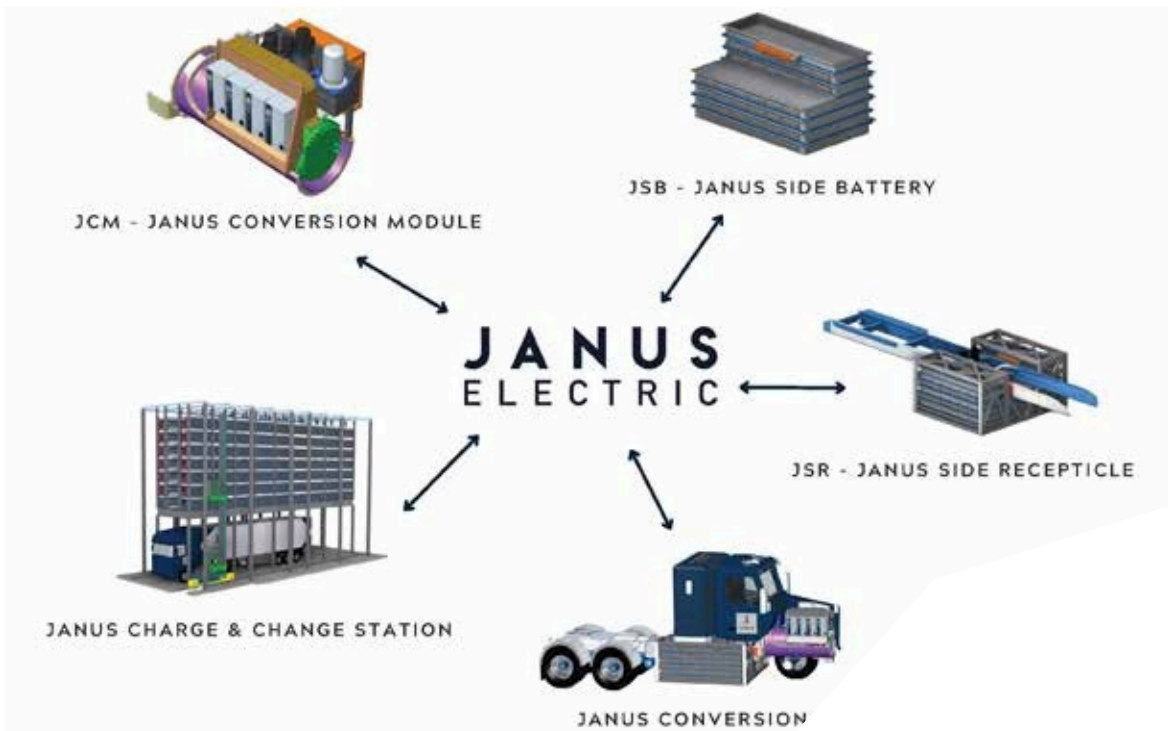 JCM - JANUS CONVERSION MODULE
JSB - JANUS SIDE BATTERY
JANUS
ELECTRIC
JSR - JANUS SIDE RECEPTICLE
JANUS CHARGE & CHANGE STATION
JANUS CONVERSION